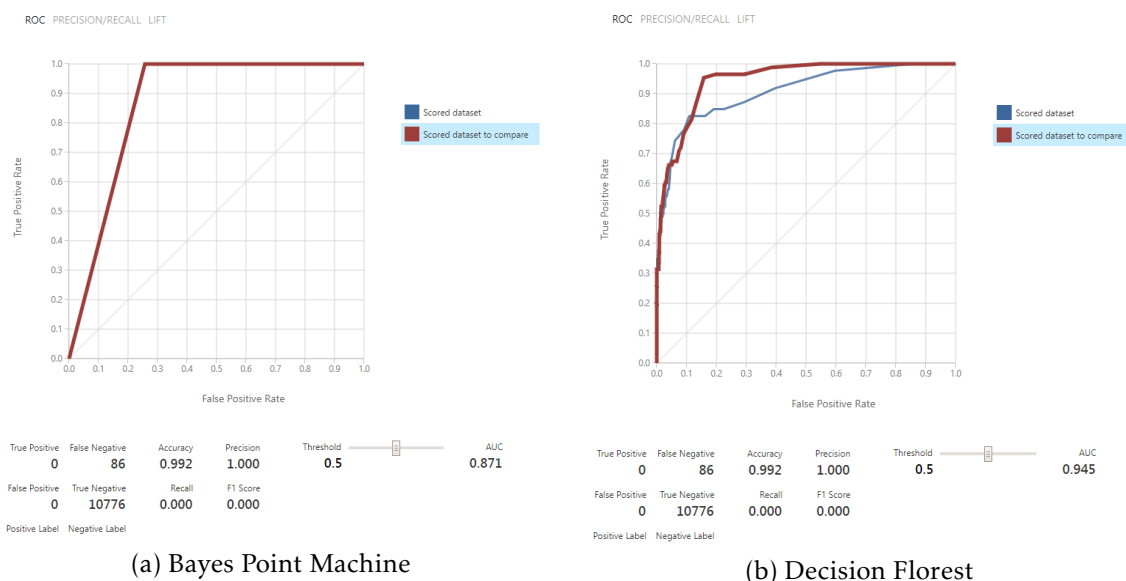 ROC PRECISION/RECALL LIFT
1.0
0.9
0.8
0.7
0.6
0.5
0.4
0.3
0.2
0.1
0.0
True Positive Rate
0.0 0.1 0.2 0.3 0.4 0.5 0.6 0.7 0.8 0.9 1.0
False Positive Rate
Scored dataset
Scored dataset to compare
True Positive False Negative Accuracy Precision Threshold AUC
0 86 0.992 1.000 0.5 0.871
False Positive True Negative Recall F1 Score
0 10776 0.000 0.000
Positive Label Negative Label
(a) Bayes Point Machine
ROC PRECISION/RECALL LIFT
1.0
0.9
0.8
0.7
0.6
0.5
0.4
0.3
0.2
0.1
0.0
True Positive Rate
0.0 0.1 0.2 0.3 0.4 0.5 0.6 0.7 0.8 0.9 1.0
False Positive Rate
Scored dataset
Scored dataset to compare
True Positive False Negative Accuracy Precision Threshold AUC
0 86 0.992 1.000 0.5 0.945
False Positive True Negative Recall F1 Score
0 10776 0.000 0.000
Positive Label Negative Label
(b) Decision Florest